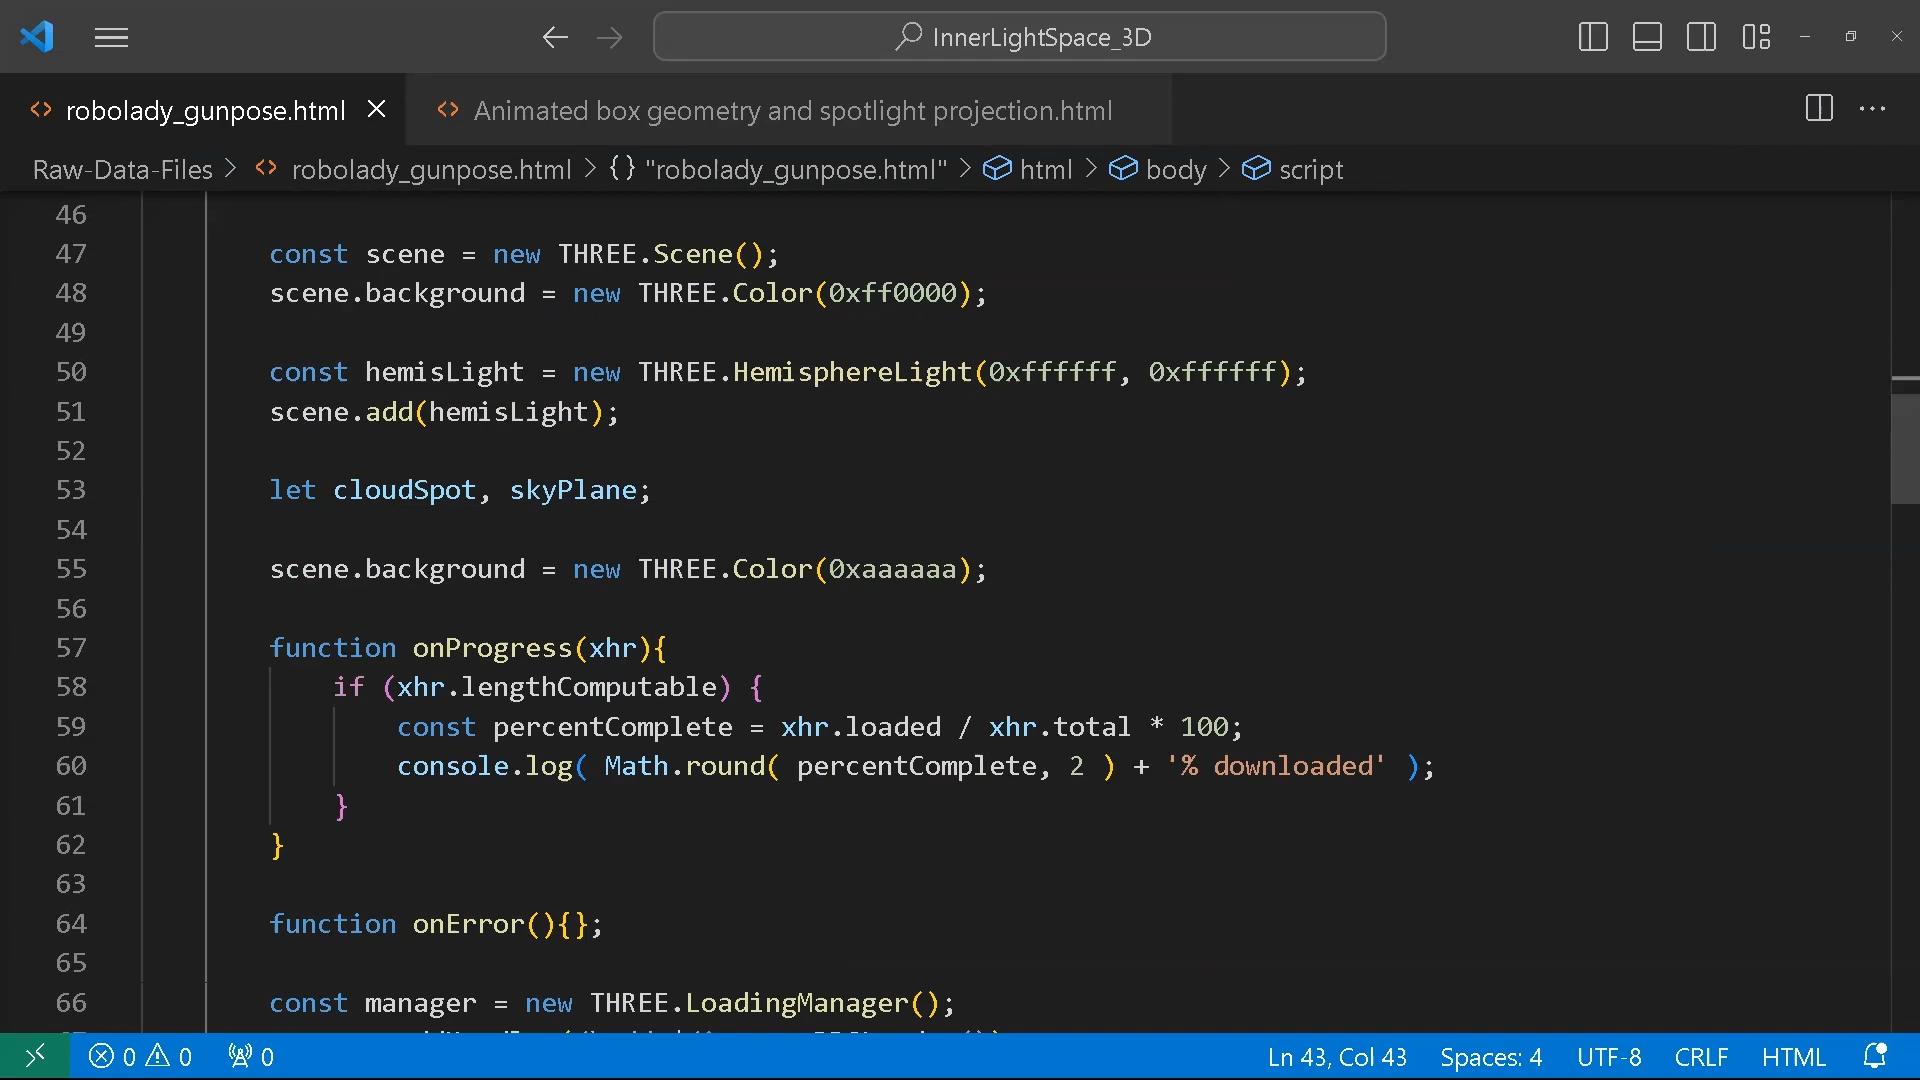 InnerLightSpace_3D
robolady_gunpose.html
Animated box geometry and spotlight projection.html
Raw-Data-Files > robolady_gunpose.html > {} "robolady_gunpose.html" > html > body > script
46
47 const scene = new THREE.Scene();
48 scene.background = new THREE.Color(0xff0000);
49
50 const hemisLight = new THREE.HemisphereLight(0xffffff, 0xffffff);
51 scene.add(hemisLight);
52
53 let cloudSpot, skyPlane;
54
55 scene.background = new THREE.Color(0xaaaaaa);
56
57 function onProgress(xhr){
58 if (xhr.lengthComputable) {
59 const percentComplete = xhr.loaded / xhr.total * 100;
60 console.log( Math.round( percentComplete, 2 ) + '% downloaded' );
61 }
62 }
63
64 function onError(){};
65
66 const manager = new THREE.LoadingManager();
0 0 0 Ln 43, Col 43 Spaces: 4 UTF-8 CRLF HTML